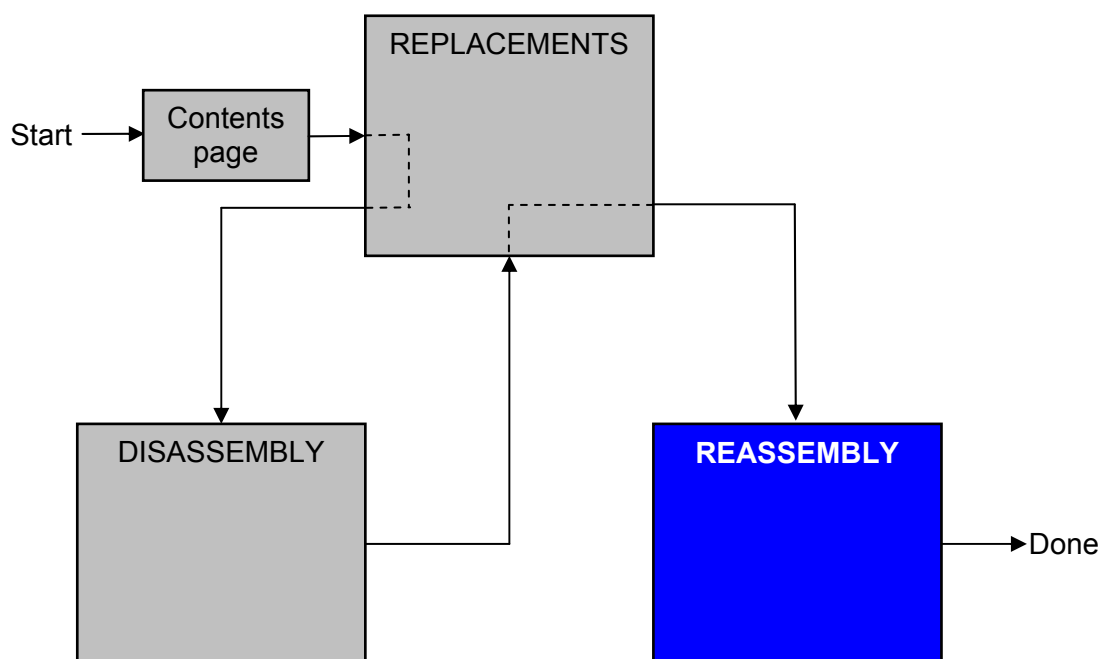 REPLACEMENTS
Start
Contents
page
DISASSEMBLY
REASSEMBLY
Done